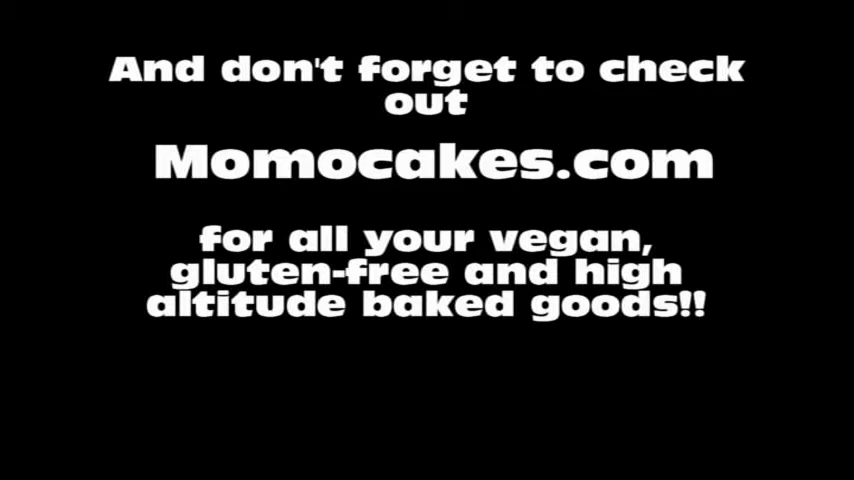 And don't forget to check
out
Momocakes.com
for all your vegan,
gluten-free and high
altitude baked goods!!